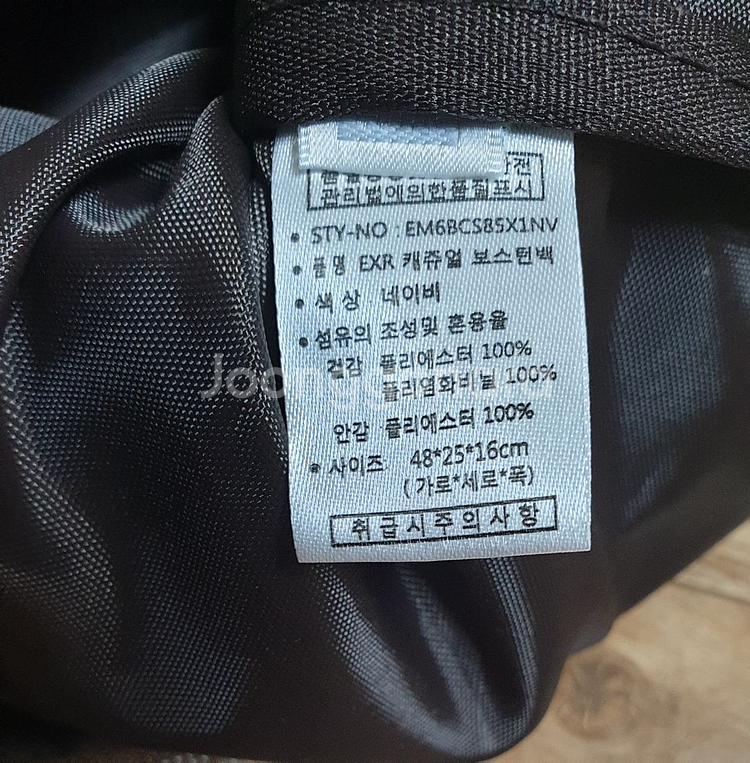 전
관리법에의한품질표시
• STY-NO : EM6BCS85X1NV
• 품명 EXR 캐쥬얼 보스턴백
• 색상 네이비
• 섬유의 조성및 혼용율
겉감 폴리에스터 100%
폴리염화비닐 100%
안감 폴리에스터 100%
• 사이즈 48*25*16cm
(가로*세로*폭)
취급시주의사항